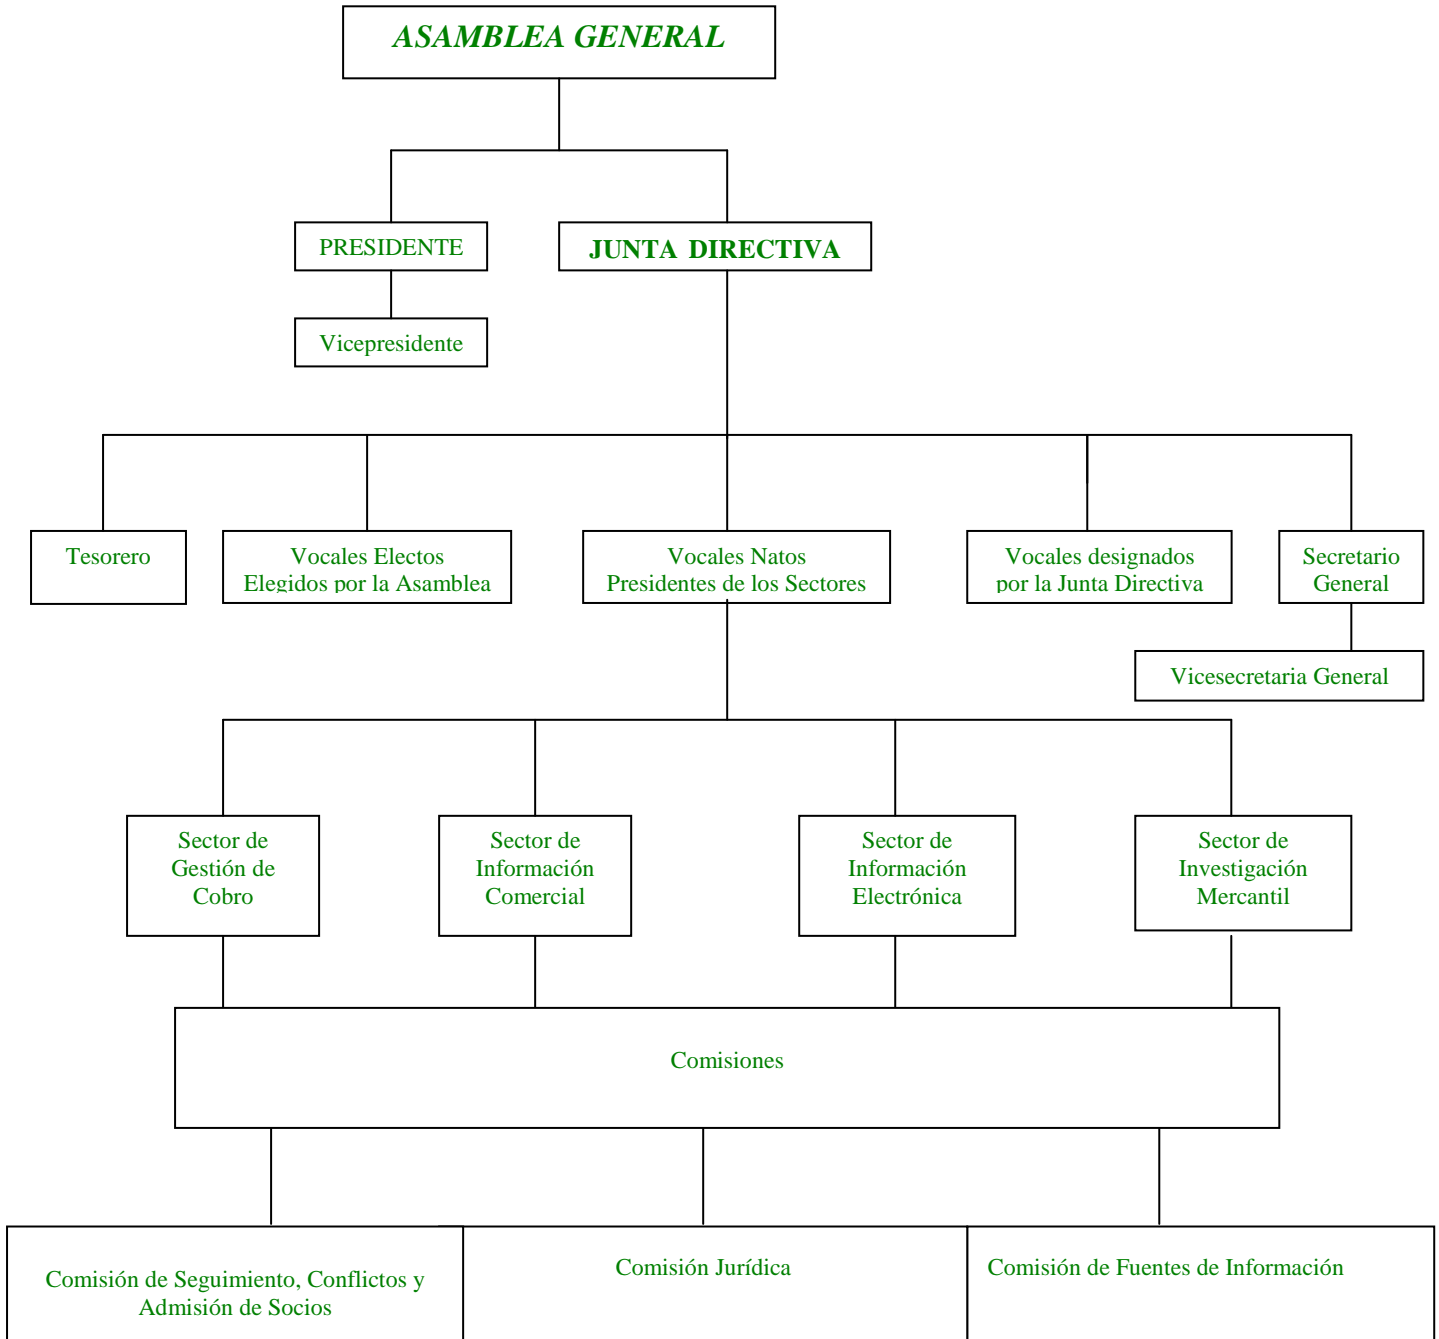 ASAMBLEA GENERAL
PRESIDENTE
JUNTA DIRECTIVA
Vicepresidente
Tesorero
Vocales Electos
Elegidos por la Asamblea
Vocales Natos
Presidentes de los Sectores
Vocales designados
por la Junta Directiva
Secretario
General
Vicesecretaria General
Sector de
Gestión de
Cobro
Sector de
Información
Comercial
Sector de
Información
Electrónica
Sector de
Investigación
Mercantil
Comisiones
Comisión de Seguimiento, Conflictos y
Admisión de Socios
Comisión Jurídica
Comisión de Fuentes de Información